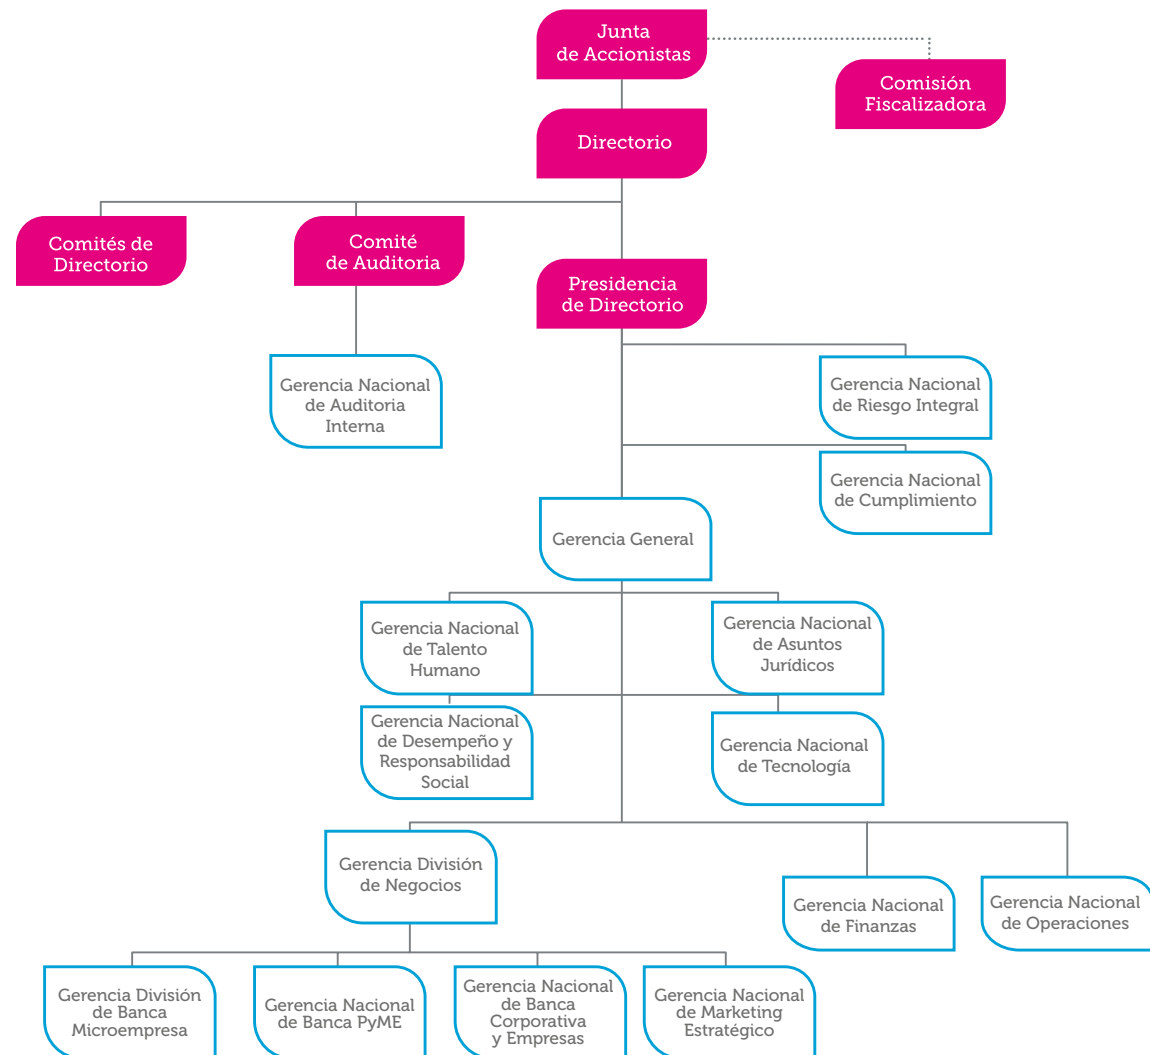 Junta
de Accionistas
Comisión
Fiscalizadora
Directorio
Comités de
Directorio
Comité
de Auditoria
Presidencia
de Directorio
Gerencia Nacional
de Auditoria
Interna
Gerencia Nacional
de Riesgo Integral
Gerencia Nacional
de Cumplimiento
Gerencia General
Gerencia Nacional
de Talento
Humano
Gerencia Nacional
de Asuntos
Jurídicos
Gerencia Nacional
de Desempeño y
Responsabilidad
Social
Gerencia Nacional
de Tecnología
Gerencia División
de Negocios
Gerencia Nacional
de Finanzas
Gerencia Nacional
de Operaciones
Gerencia División
de Banca
Microempresa
Gerencia Nacional
de Banca PyME
Gerencia Nacional
de Banca
Corporativa
y Empresas
Gerencia Nacional
de Marketing
Estratégico